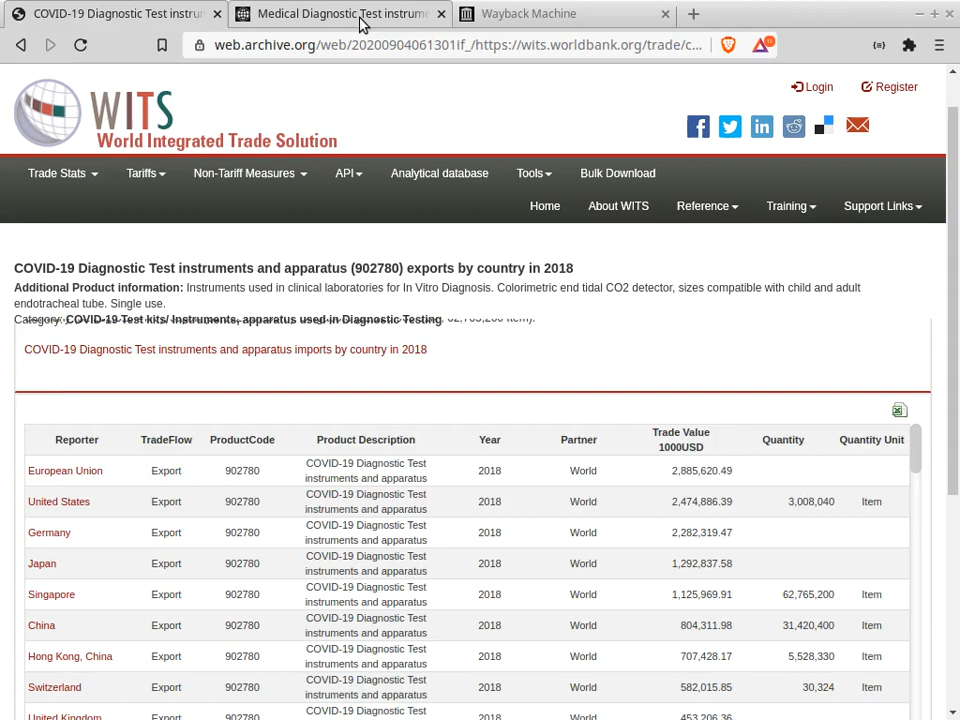 COVID-19 Diagnostic Test instrum
Medical Diagnostic Test instrume
Wayback Machine
web.archive.org/web/20200904061301if_/https://wits.worldbank.org/trade/c...
WITS
World Integrated Trade Solution
Login
Register
Trade Stats
Tariffs
Non-Tariff Measures
API
Analytical database
Tools
Bulk Download
Home
About WITS
Reference
Training
Support Links
COVID-19 Diagnostic Test instruments and apparatus (902780) exports by country in 2018
Additional Product information: Instruments used in clinical laboratories for In Vitro Diagnosis. Colorimetric end tidal CO2 detector, sizes compatible with child and adult
endotracheal tube. Single use.
Category: COVID-19 Test kits/ Instruments, apparatus used in Diagnostic Testing
COVID-19 Diagnostic Test instruments and apparatus imports by country in 2018
Reporter TradeFlow ProductCode Product Description Year Partner Trade Value 1000USD Quantity Quantity Unit
European Union Export 902780 COVID-19 Diagnostic Test instruments and apparatus 2018 World 2,885,620.49
United States Export 902780 COVID-19 Diagnostic Test instruments and apparatus 2018 World 2,474,886.39 3,008,040 Item
Germany Export 902780 COVID-19 Diagnostic Test instruments and apparatus 2018 World 2,282,319.47
Japan Export 902780 COVID-19 Diagnostic Test instruments and apparatus 2018 World 1,292,837.58
Singapore Export 902780 COVID-19 Diagnostic Test instruments and apparatus 2018 World 1,125,969.91 62,765,200 Item
China Export 902780 COVID-19 Diagnostic Test instruments and apparatus 2018 World 804,311.98 31,420,400 Item
Hong Kong, China Export 902780 COVID-19 Diagnostic Test instruments and apparatus 2018 World 707,428.17 5,528,330 Item
Switzerland Export 902780 COVID-19 Diagnostic Test instruments and apparatus 2018 World 582,015.85 30,324 Item
United Kingdom Export 902780 COVID-19 Diagnostic Test 2018 World 453,206.36